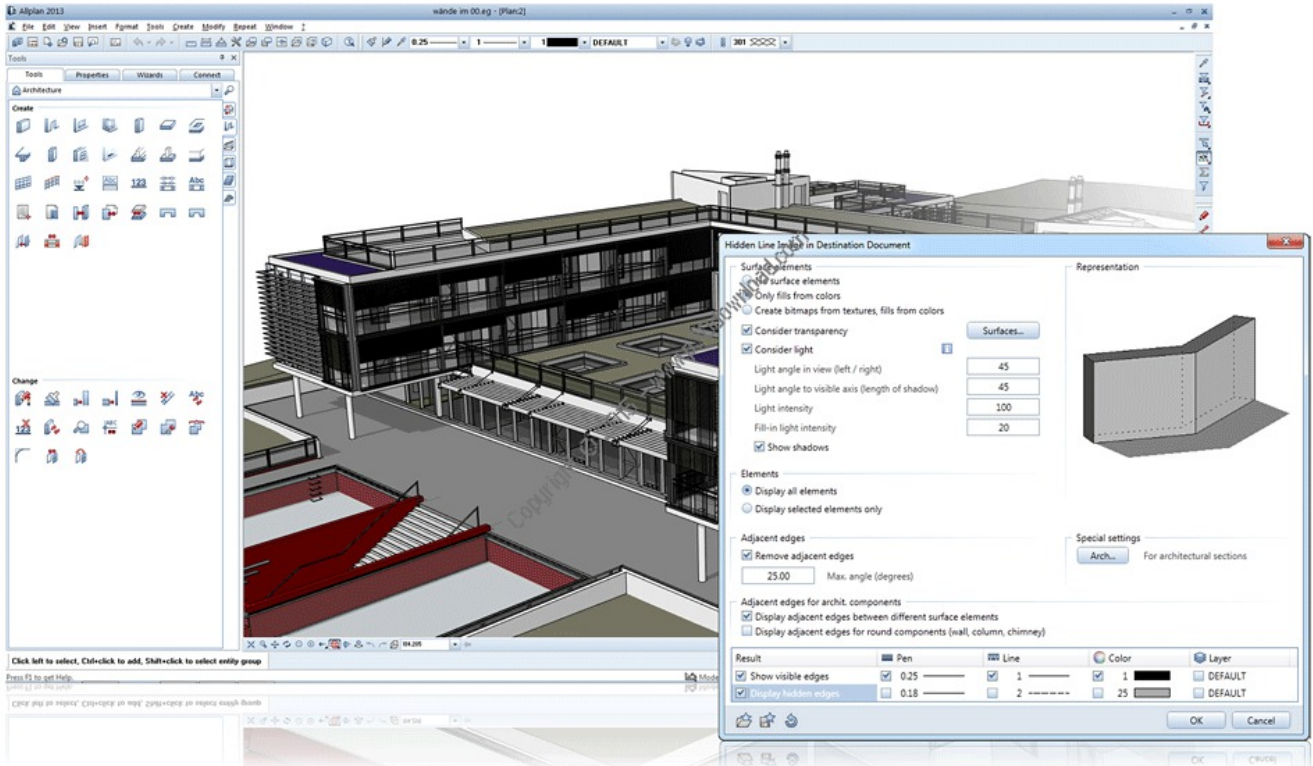 Allplan 2013
wände im 00.eg - [Plan:2]
File Edit View Insert Format Tools Create Modify Repeat Window ?
0.25 1 1 DEFAULT 301
Tools
Tools Properties Wizards Connect
Architecture
Create
Abc 123 Abc
Change
Abc
123 ABC
Click left to select, Ctrl+click to add, Shift+click to select entity group
Press F1 to get Help.
Mode
Hidden Line Image in Destination Document
Surface elements
No surface elements
Only fills from colors
Create bitmaps from textures, fills from colors
Consider transparency
Surfaces...
Consider light
Light angle in view (left / right)
45
Light angle to visible axis (length of shadow)
45
Light intensity
100
Fill-in light intensity
20
Show shadows
Elements
Display all elements
Display selected elements only
Adjacent edges
Remove adjacent edges
25.00 Max. angle (degrees)
Adjacent edges for archit. components
Display adjacent edges between different surface elements
Display adjacent edges for round components (wall, column, chimney)
Representation
Special settings
Arch... For architectural sections
Result Pen Line Color Layer
Show visible edges 0.25 1 1 DEFAULT
Display hidden edges 0.18 2 25 DEFAULT
OK Cancel
Copyright